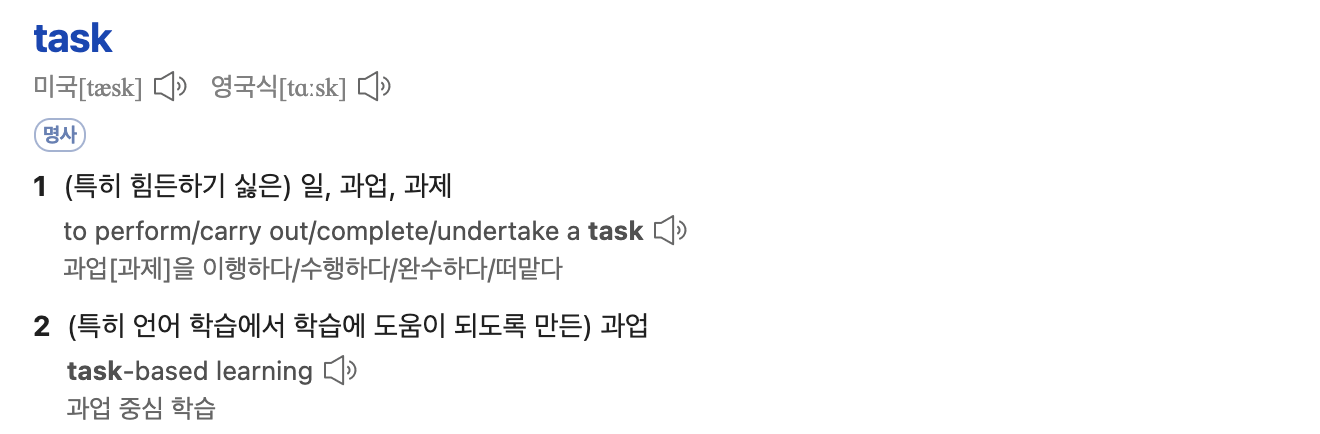 task
미국[tæsk] 영국식[tɑːsk]
명사
1 (특히 힘든하기 싫은) 일, 과업, 과제
to perform/carry out/complete/undertake a task
과업[과제]을 이행하다/수행하다/완수하다/떠맡다
2 (특히 언어 학습에서 학습에 도움이 되도록 만든) 과업
task-based learning
과업 중심 학습